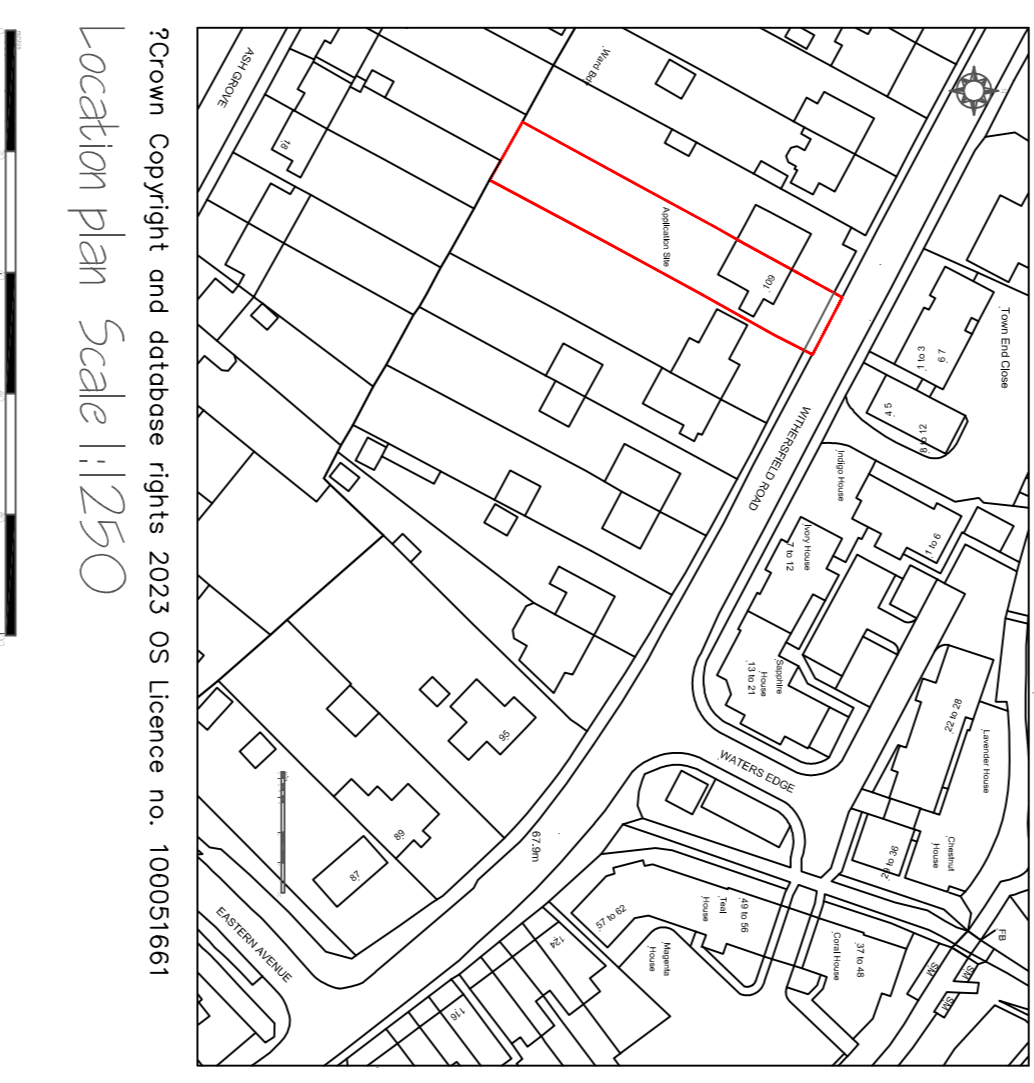 Town End Close
6 7
1 to 3
4.5
8 to 12
Indigo House
1 to 6
Ivory House
7 to 12
Sapphire
House
13 to 21
22 to 28
Lavender House
Chestnut
House
29 to 36
FB
SM
SM
SM
37 to 48
Coral House
49 to 56
Teal
House
57 to 62
Magenta
House
WATERS EDGE
WITHERSFIELD ROAD
Ward Bdy
Application Site
109
ASH GROVE
18
95
89
87
67.9m
124
116
EASTERN AVENUE
?Crown Copyright and database rights 2023 OS Licence no. 100051661
Location plan Scale 1:1250